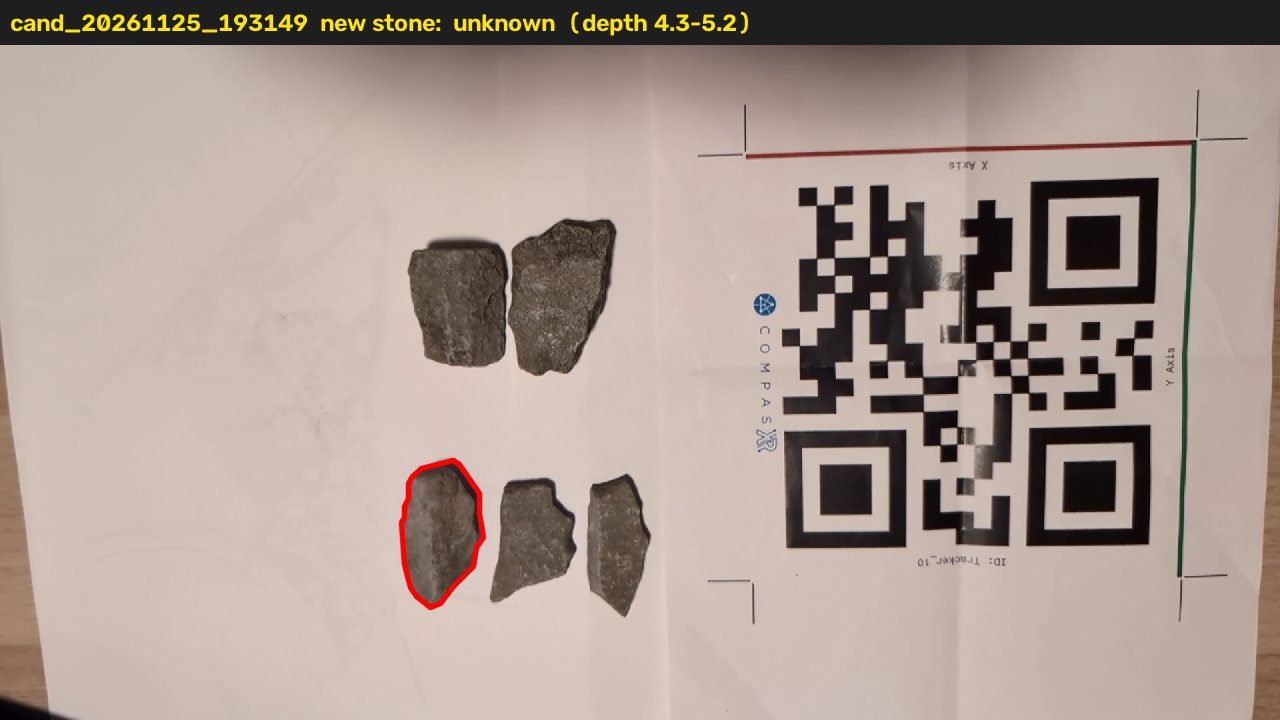 cand_20261125_193149 new stone: unknown (depth 4.3-5.2)
X Axis
Y Axis
COMPAS XR
ID: Tracker_10